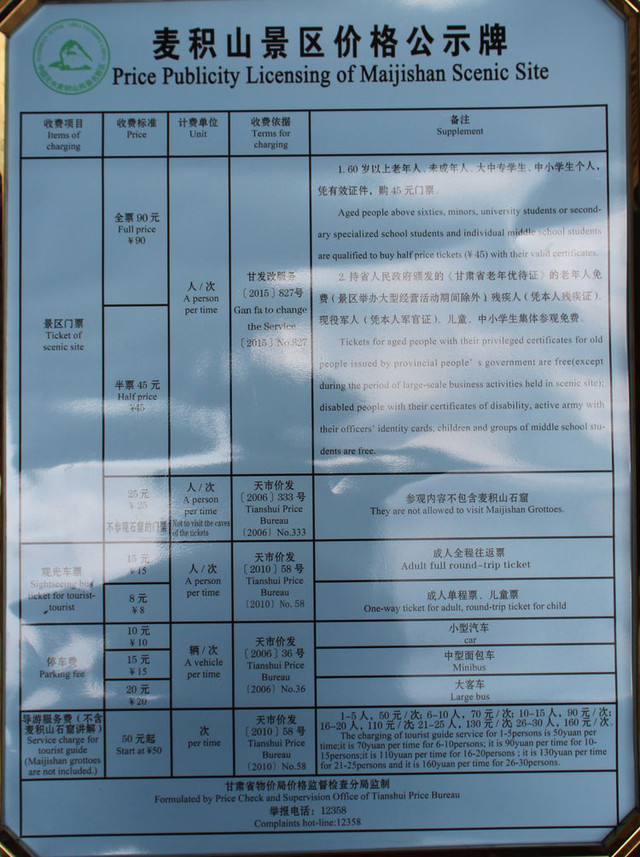 麦积山景区价格公示牌
Price Publicity Licensing of Maijishan Scenic Site
收费项目
Items of
charging
收费标准
Price
计费单位
Unit
收费依据
Terms for
charging
备注
Supplement
景区门票
Ticket of
scenic site
全票 90 元
Full price
￥90
半票 45 元
Half price
￥45
人 / 次
A person
per time
甘发改服务
〔2015〕827号
Gan fa to change
the Service
〔2015〕No.827
1. 60 岁以上老年人、未成年人、大中专学生、中小学生个人,
凭有效证件, 购 45 元门票。
Aged people above sixties, minors, university students or second-
ary specialized school students and individual middle school students
are qualified to buy half price tickets (￥45) with their valid certificates.
2. 持省人民政府颁发的《甘肃省老年优待证》的老年人免
费 (景区举办大型经营活动期间除外) 残疾人 (凭本人残疾证)、
现役军人 (凭本人军官证)、儿童、中小学生集体参观免费。
Tickets for aged people with their privileged certificates for old
people issued by provincial people's government are free(except
during the period of large-scale business activities held in scenic site);
disabled people with their certificates of disability, active army with
their officers' identity cards, children and groups of middle school stu-
dents are free.
25 元
￥25
不参观石窟的门票
人 / 次
A person
per time
Not to visit the caves
of the tickets
天市价发
〔2006〕333 号
Tianshui Price
Bureau
(2006) No.333
参观内容不包含麦积山石窟
They are not allowed to visit Maijishan Grottoes.
观光车票
Sightseeing bus
ticket for tourist-
tourist
15 元
￥15
8 元
￥8
人 / 次
A person
per time
天市价发
〔2010〕58 号
Tianshui Price
Bureau
〔2010〕No.58
成人全程往返票
Adult full round-trip ticket
成人单程票、儿童票
One-way ticket for adult, round-trip ticket for child
停车费
Parking fee
10 元
￥10
15 元
￥15
20 元
￥20
辆 / 次
A vehicle
per time
天市价发
〔2006〕36 号
Tianshui Price
Bureau
〔2006〕No.36
小型汽车
car
中型面包车
Minibus
大客车
Large bus
导游服务费 (不含
麦积山石窟讲解)
Service charge for
tourist guide
(Maijishan grottoes
are not included.)
50 元起
Start at ￥50
次
per time
天市价发
〔2010〕58 号
Tianshui Price
Bureau
〔2010〕No.58
1-5人, 50 元 / 次; 6-10人, 70 元 / 次; 10-15人, 90 元 / 次;
16-20人, 110 元 / 次; 21-25人, 130 元 / 次; 26-30人, 160 元 / 次。
The charging of tourist guide service for 1-5persons is 50yuan per
time;it is 70yuan per time for 6-10persons; it is 90yuan per time for 10-
15persons;it is 110yuan per time for 16-20persons ; it is 130yuan per time
for 21-25persons and it is 160yuan per time for 26-30persons.
甘肃省物价局价格监督检查分局监制
Formulated by Price Check and Supervision Office of Tianshui Price Bureau
举报电话: 12358
Complaints hot-line:12358